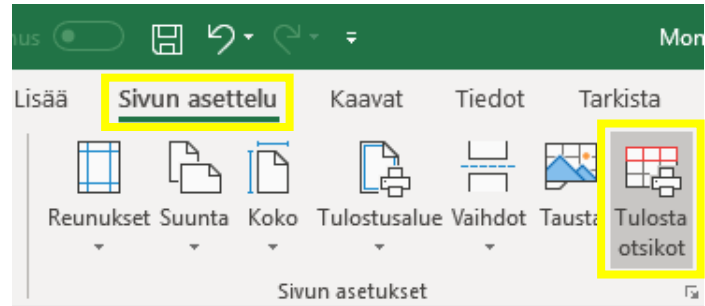 Mon
Lisää Sivun asettelu Kaavat Tiedot Tarkista
Reunukset Suunta Koko Tulostusalue Vaihdot Tausta Tulosta
otsikot
Sivun asetukset